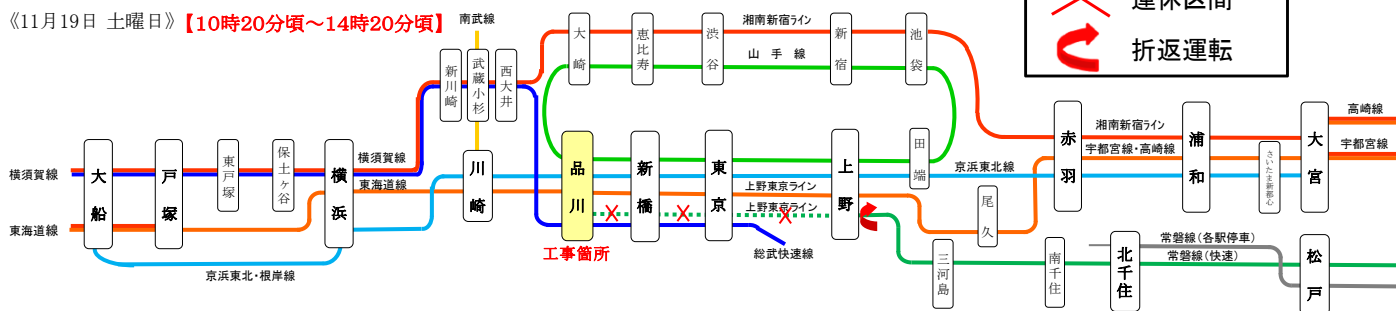 《11月19日 土曜日》【10時20分頃～14時20分頃】
運休区間
折返運転
南武線
新川崎
武蔵小杉
西大井
大崎
恵比寿
渋谷
新宿
池袋
湘南新宿ライン
山手線
高崎線
宇都宮線
横須賀線
東海道線
大船
戸塚
東戸塚
保土ヶ谷
横浜
横須賀線
東海道線
川崎
品川
新橋
東京
上野
田端
京浜東北線
上野東京ライン
上野東京ライン
尾久
赤羽
湘南新宿ライン
宇都宮線・高崎線
浦和
さいたま新都心
大宮
工事箇所
総武快速線
京浜東北・根岸線
三河島
南千住
北千住
常磐線（各駅停車）
常磐線（快速）
松戸